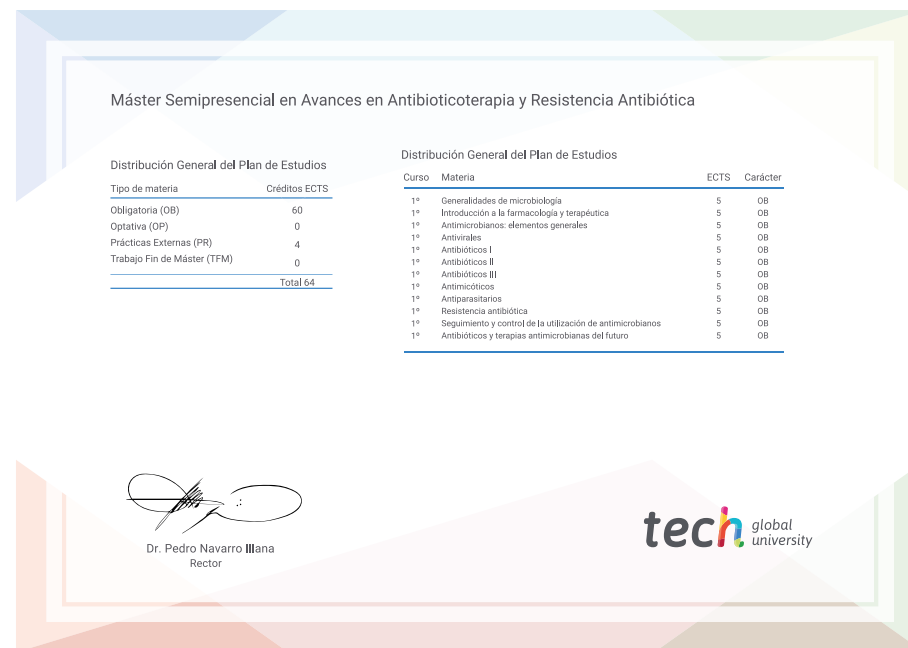 Máster Semipresencial en Avances en Antibioticoterapia y Resistencia Antibiótica
Distribución General del Plan de Estudios
Tipo de materia Créditos ECTS
Obligatoria (OB) 60
Optativa (OP) 0
Prácticas Externas (PR) 4
Trabajo Fin de Máster (TFM) 0
Total 64
Distribución General del Plan de Estudios
Curso Materia ECTS Carácter
1º Generalidades de microbiología 5 OB
1º Introducción a la farmacología y terapéutica 5 OB
1º Antimicrobianos: elementos generales 5 OB
1º Antivirales 5 OB
1º Antibióticos I 5 OB
1º Antibióticos II 5 OB
1º Antibióticos III 5 OB
1º Antimicóticos 5 OB
1º Antiparasitarios 5 OB
1º Resistencia antibiótica 5 OB
1º Seguimiento y control de la utilización de antimicrobianos 5 OB
1º Antibióticos y terapias antimicrobianas del futuro 5 OB
Dr. Pedro Navarro Illana
Rector
tech global
university